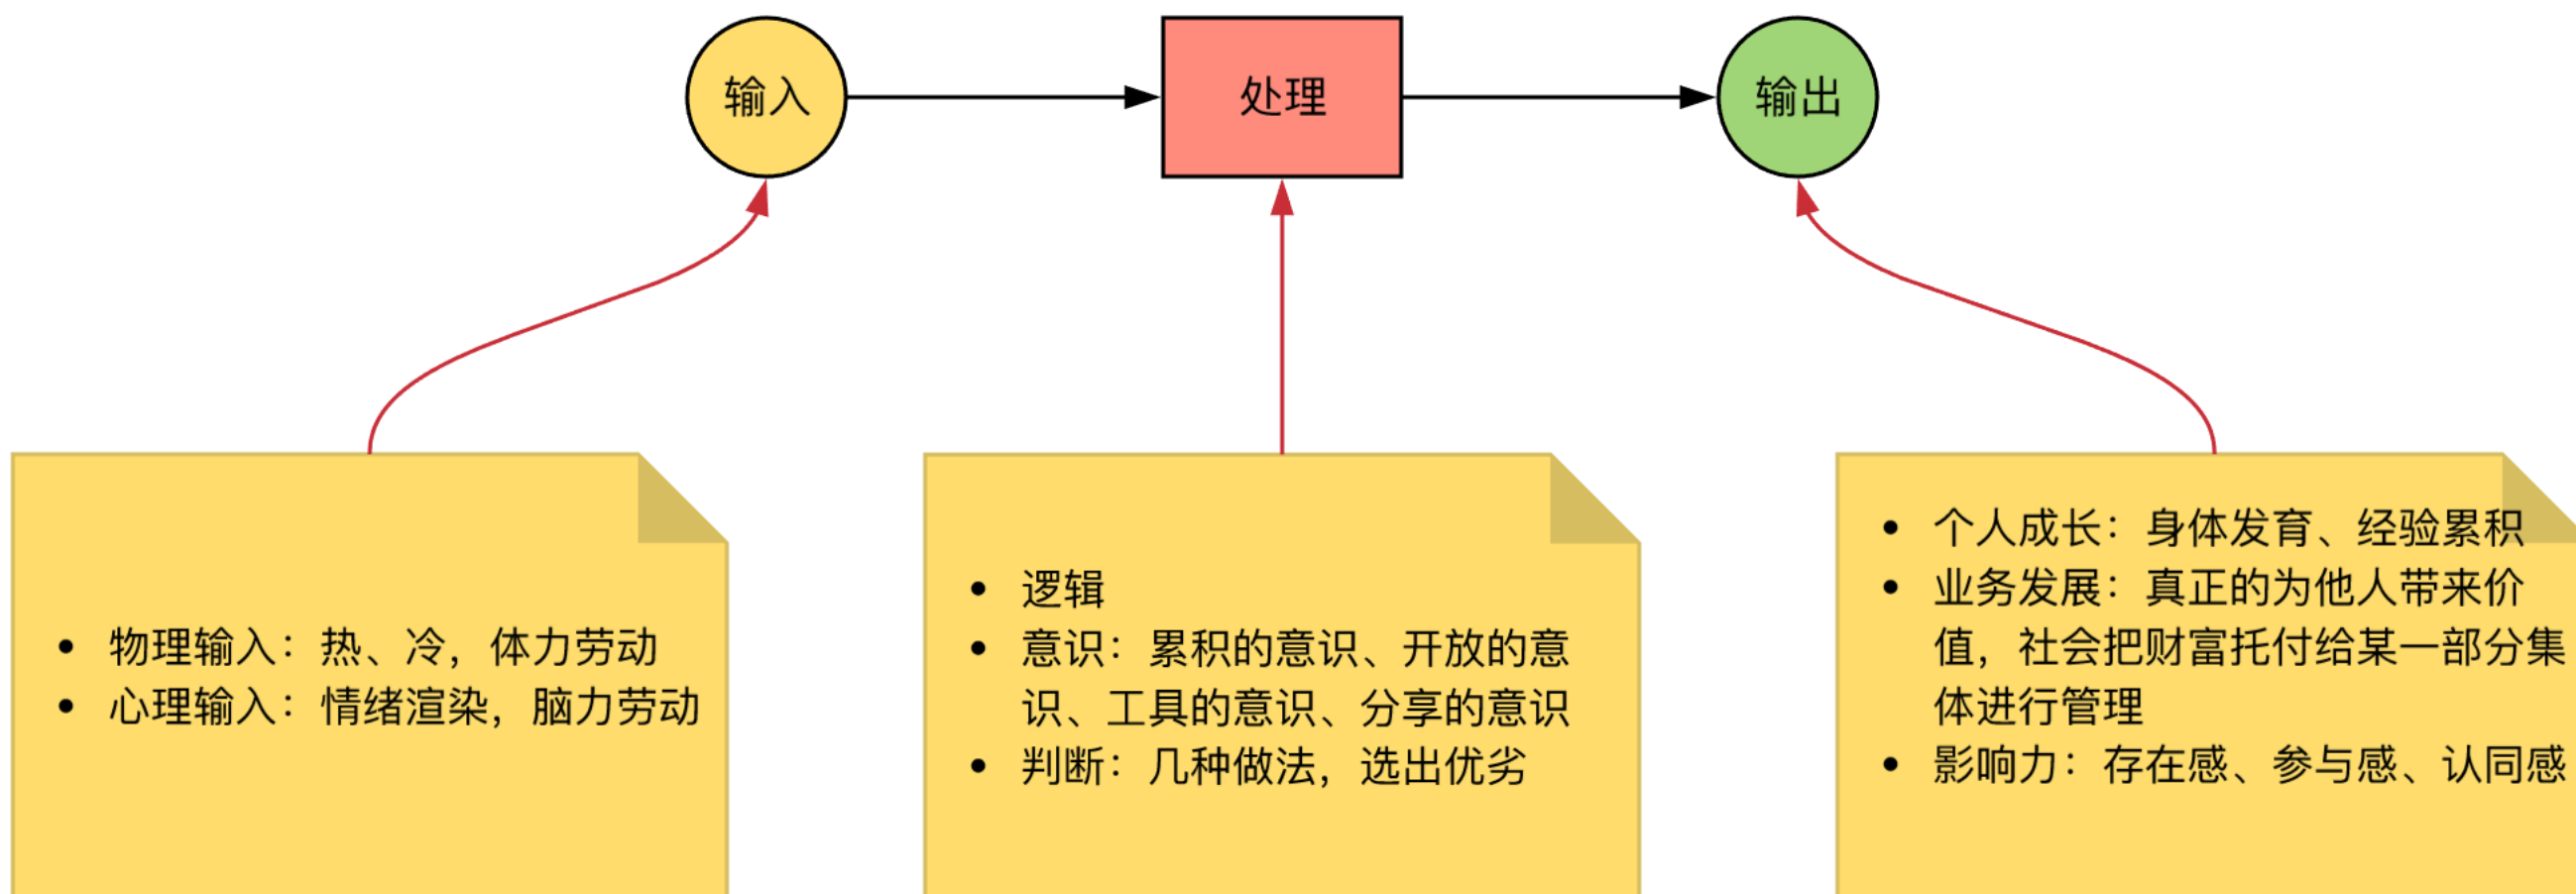 输入
处理
输出
• 物理输入：热、冷，体力劳动
• 心理输入：情绪渲染，脑力劳动
• 逻辑
• 意识：累积的意识、开放的意
识、工具的意识、分享的意识
• 判断：几种做法，选出优劣
• 个人成长：身体发育、经验累积
• 业务发展：真正的为他人带来价
值，社会把财富托付给某一部分集
体进行管理
• 影响力：存在感、参与感、认同感